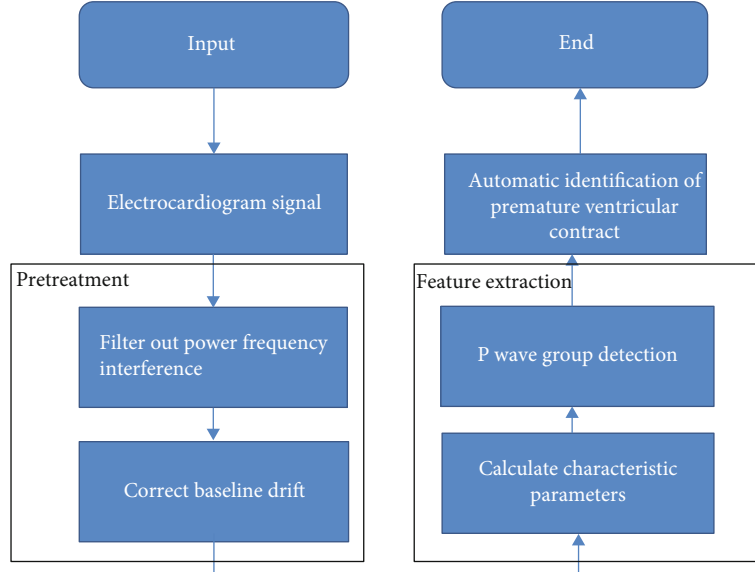 Input
Electrocardiogram signal
Pretreatment
Filter out power frequency
interference
Correct baseline drift
End
Automatic identification of
premature ventricular
contract
Feature extraction
P wave group detection
Calculate characteristic
parameters